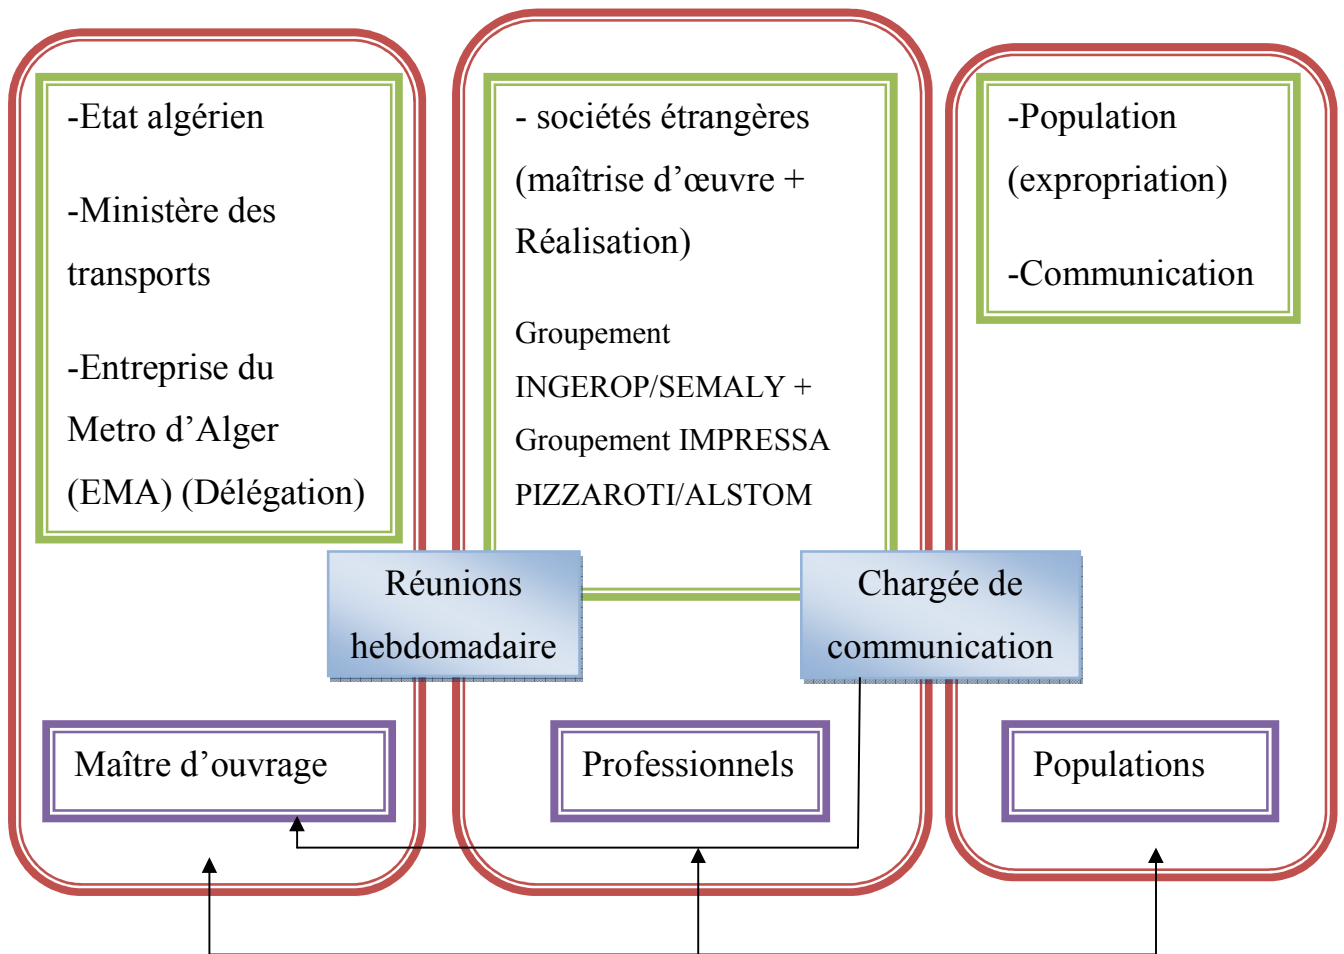 -Etat algérien
-Ministère des
transports
-Entreprise du
Metro d’Alger
(EMA) (Délégation)
- sociétés étrangères
(maîtrise d’œuvre +
Réalisation)
Groupement
INGEROP/SEMALY +
Groupement IMPRESSA
PIZZAROTI/ALSTOM
-Population
(expropriation)
-Communication
Réunions
hebdomadaire
Chargée de
communication
Maître d’ouvrage
Professionnels
Populations